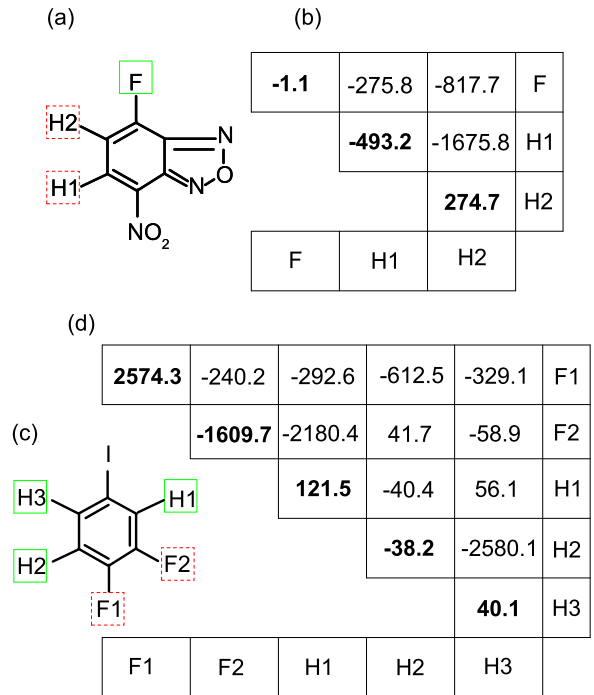 (a)
F
H2
H1
N
O
N
NO2
(b)
-1.1 -275.8 -817.7 F
-493.2 -1675.8 H1
274.7 H2
F H1 H2
(d)
2574.3 -240.2 -292.6 -612.5 -329.1 F1
-1609.7 -2180.4 41.7 -58.9 F2
121.5 -40.4 56.1 H1
-38.2 -2580.1 H2
40.1 H3
F1 F2 H1 H2 H3
(c)
I
H3
H1
H2
F2
F1